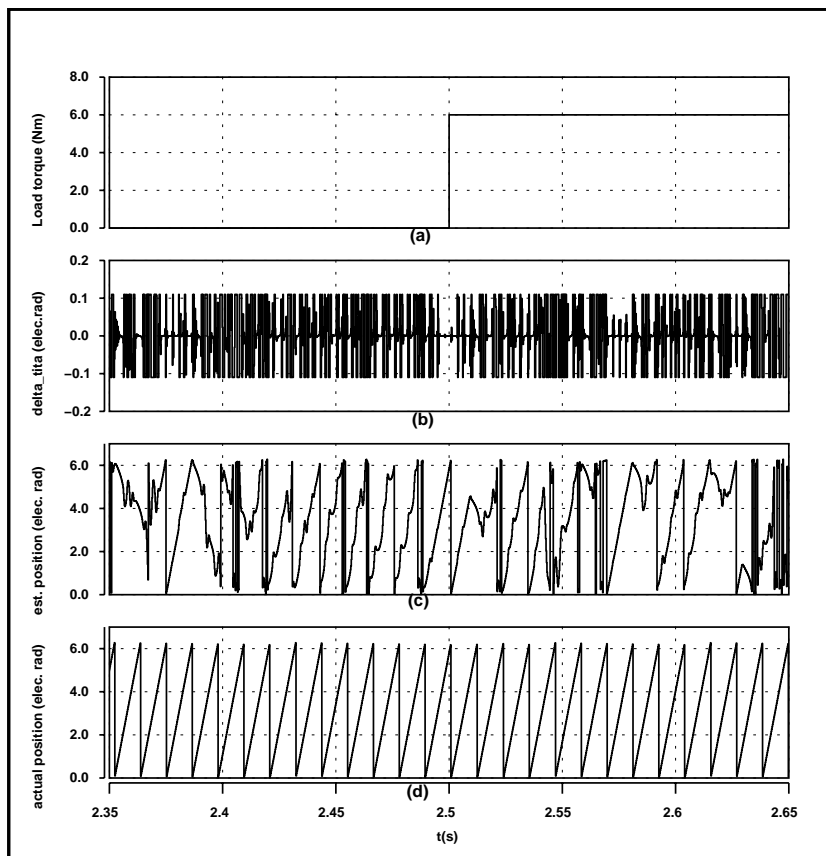 8.0
6.0
4.0
2.0
0.0
Load torque (Nm)
(a)
0.2
0.1
0.0
−0.1
−0.2
delta_tita (elec.rad)
(b)
6.0
4.0
2.0
0.0
est. position (elec. rad)
(c)
6.0
4.0
2.0
0.0
actual position (elec. rad)
(d)
2.35 2.4 2.45 2.5 2.55 2.6 2.65
t(s)